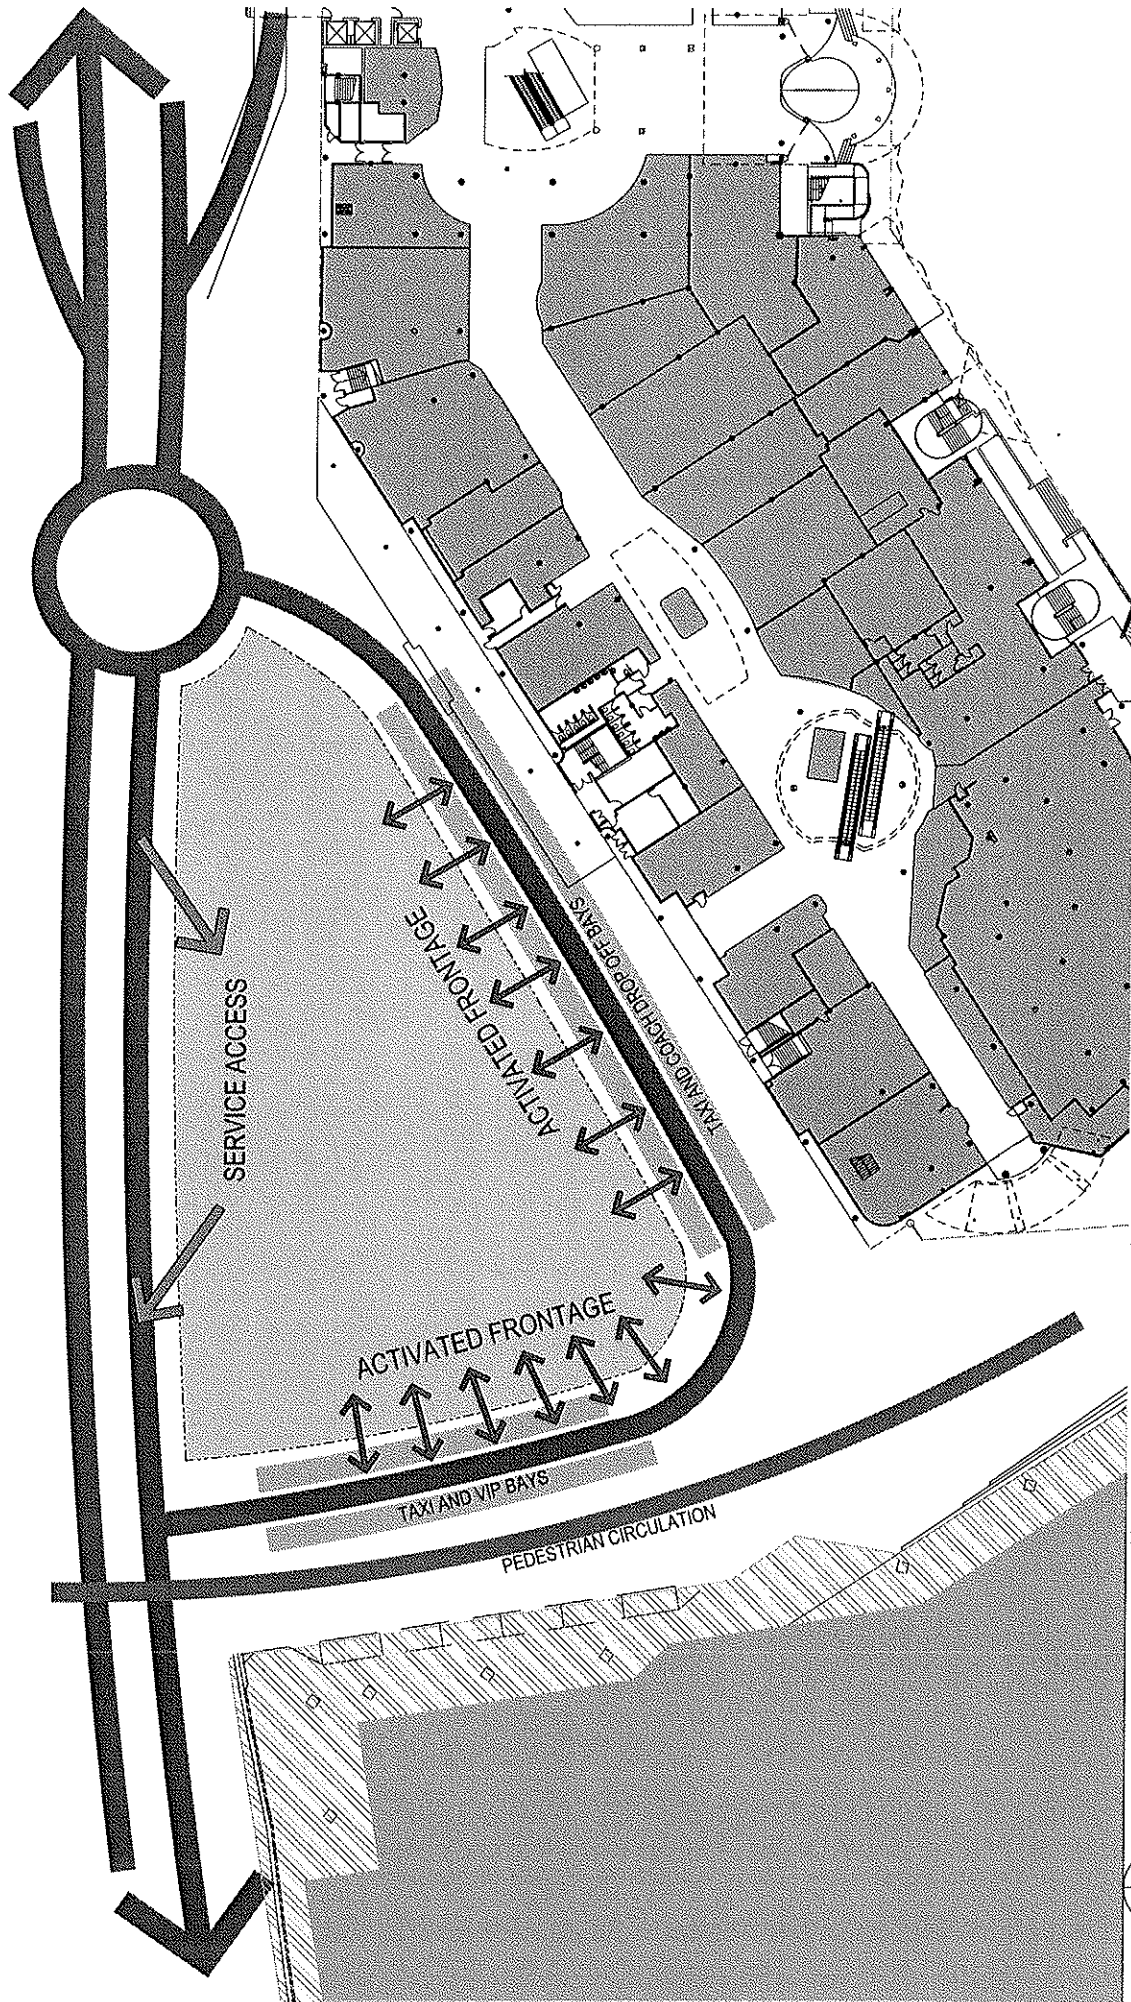 SERVICE ACCESS
ACTIVATED FRONTAGE
TAXI AND COACH DROP OFF BAYS
ACTIVATED FRONTAGE
TAXI AND VIP BAYS
PEDESTRIAN CIRCULATION